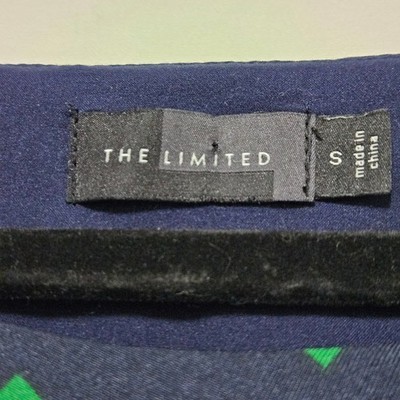 THE LIMITED
S
made in
china